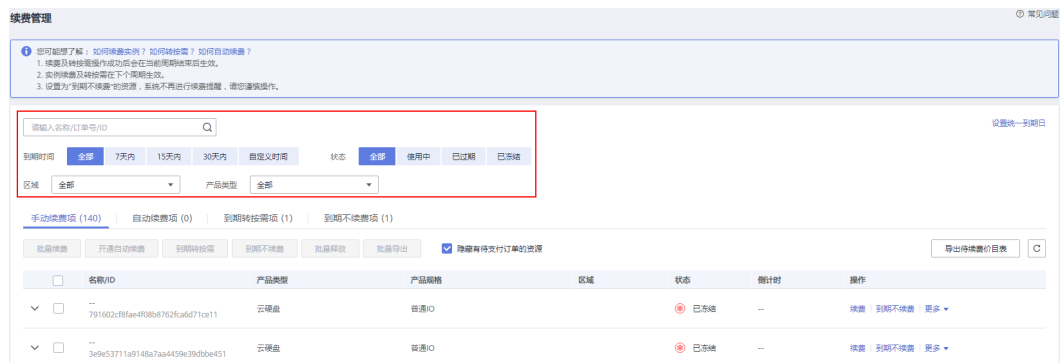 续费管理
常见问题
您可能想了解：如何续费实例？如何转按需？如何自动续费？
1. 续费及转按需操作成功后会在当前周期结束后生效。
2. 实例续费及转按需在下个周期生效。
3. 设置为“到期不续费”的资源，系统不再进行续费提醒，请您谨慎操作。
请输入名称/订单号/ID
设置统一到期日
到期时间 全部 7天内 15天内 30天内 自定义时间 状态 全部 使用中 已过期 已冻结
区域 全部 产品类型 全部
手动续费项 (140) 自动续费项 (0) 到期转按需项 (1) 到期不续费项 (1)
批量续费 开通自动续费 到期转按需 到期不续费 批量释放 批量导出 隐藏有待支付订单的资源 导出待续费价目表
名称/ID 产品类型 产品规格 区域 状态 倒计时 操作
-- 云硬盘 普通IO 已冻结 -- 续费 到期不续费 更多
791602cf8fae4f08b8762fca6d71ce11
-- 云硬盘 普通IO 已冻结 -- 续费 到期不续费 更多
3e9e53711a9148a7aa4459e39dbbe451